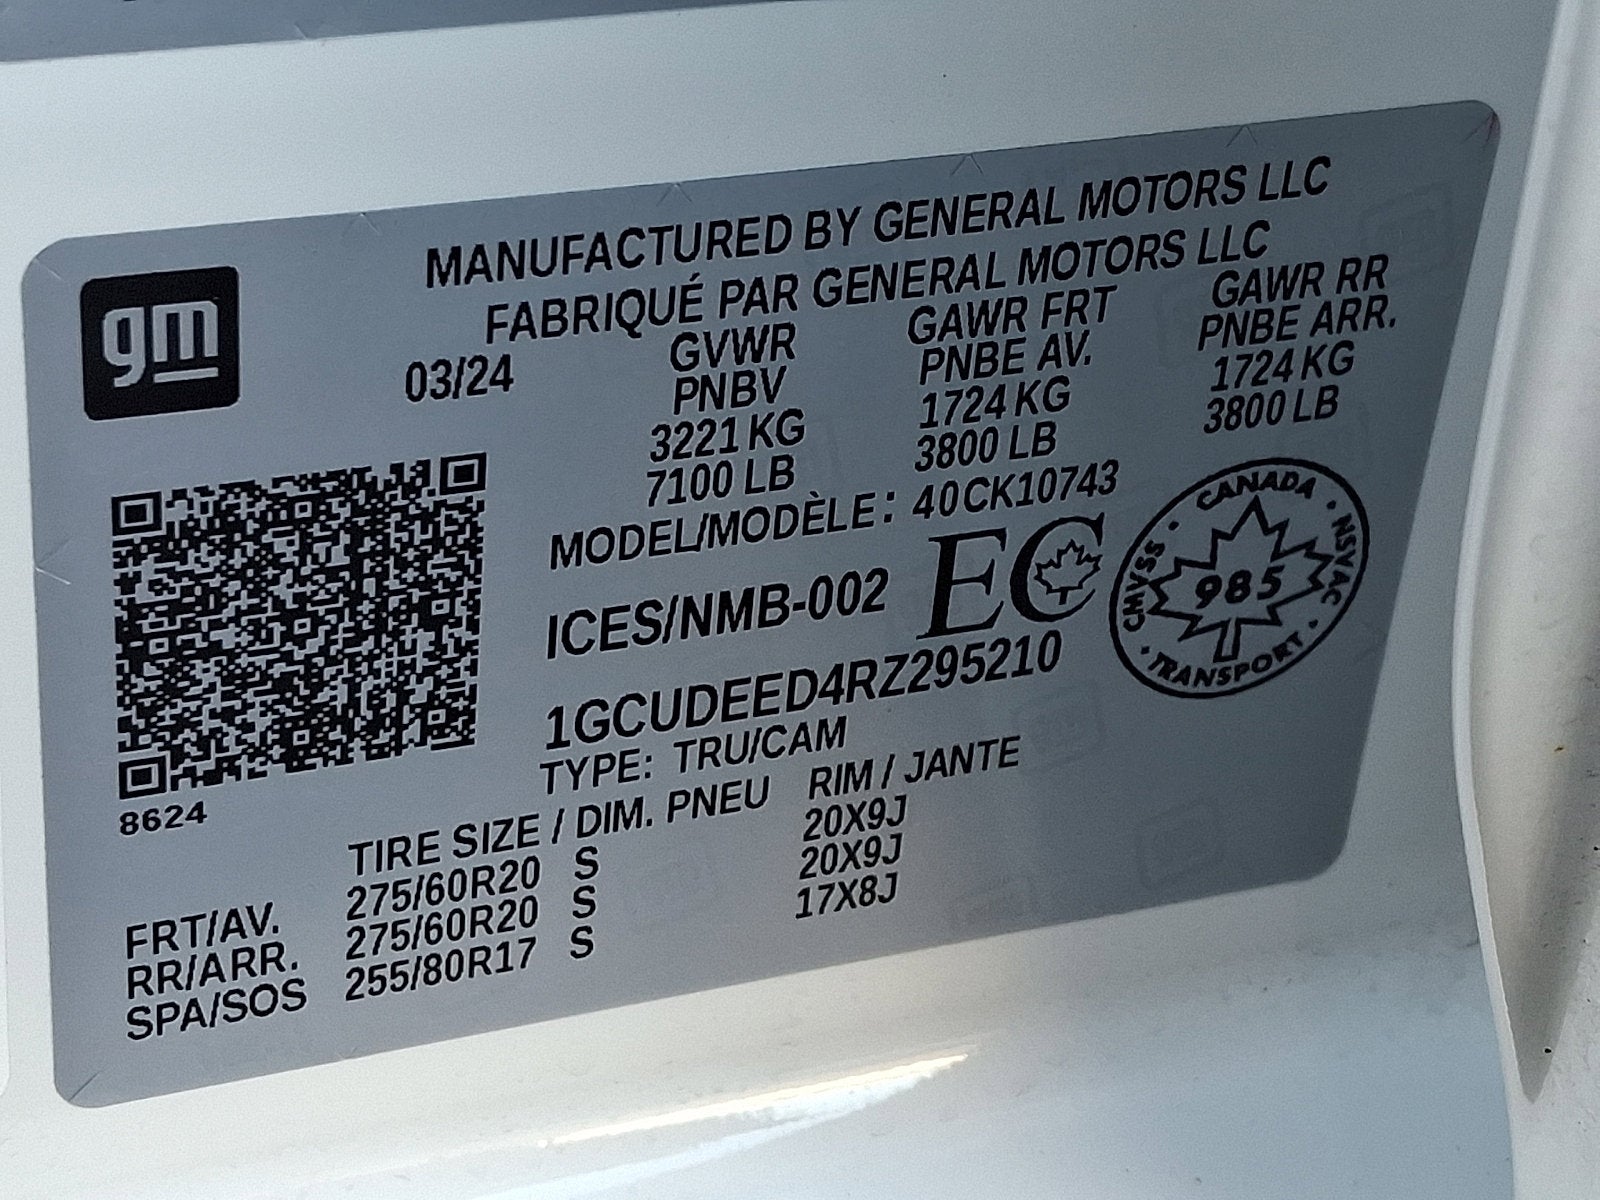 gm
MANUFACTURED BY GENERAL MOTORS LLC
FABRIQUÉ PAR GENERAL MOTORS LLC
03/24 GVWR GAWR FRT GAWR RR
PNBV PNBE AV. PNBE ARR.
3221 KG 1724 KG 1724 KG
7100 LB 3800 LB 3800 LB
MODEL/MODÈLE: 40CK10743
ICES/NMB-002 EC
CANADA · NSVAC · TRANSPORT · CMVSS ·
985
1GCUDEED4RZ295210
TYPE: TRU/CAM
8624
TIRE SIZE / DIM. PNEU RIM / JANTE
FRT/AV. 275/60R20 S 20X9J
RR/ARR. 275/60R20 S 20X9J
SPA/SOS 255/80R17 S 17X8J